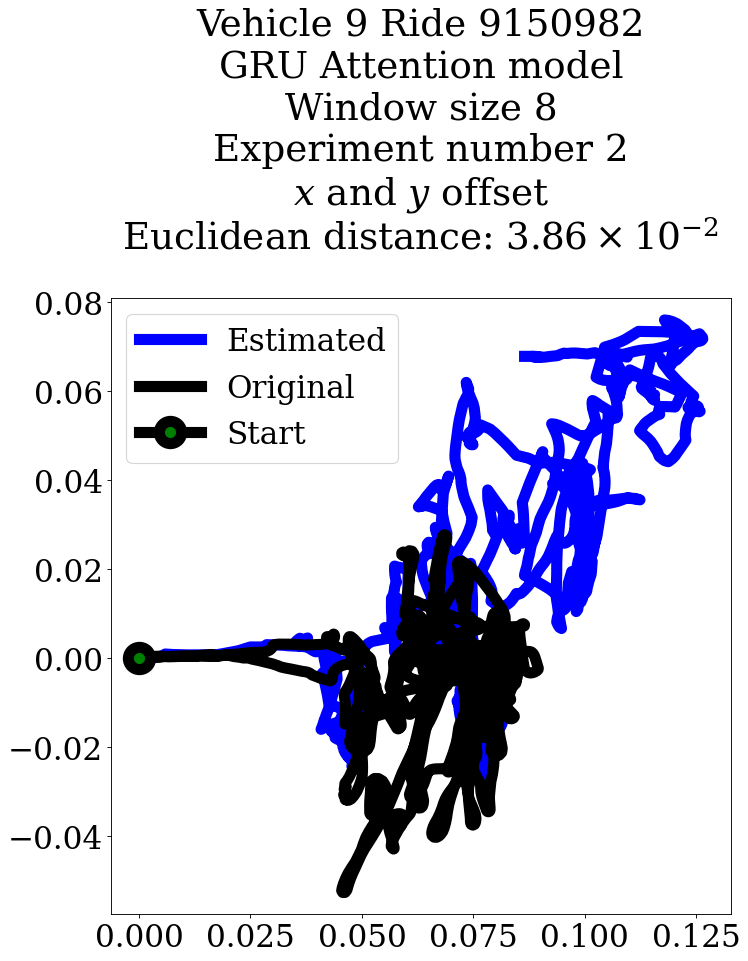 Vehicle 9 Ride 9150982
GRU Attention model
Window size 8
Experiment number 2
x and y offset
Euclidean distance: 3.86 × 10⁻²
0.08
Estimated
0.06
Original
Start
0.04
0.02
0.00
−0.02
−0.04
0.000 0.025 0.050 0.075 0.100 0.125